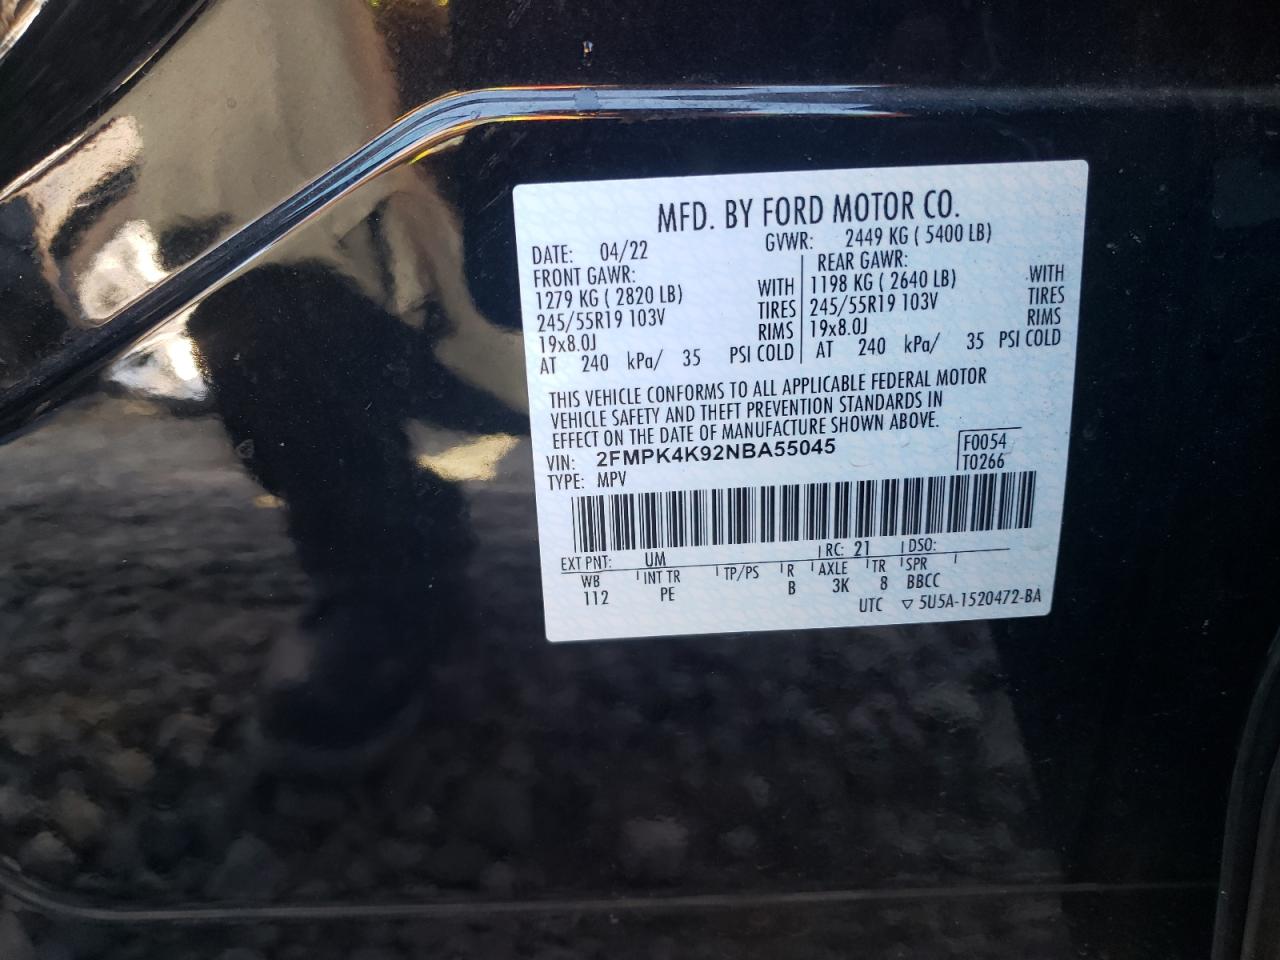 MFD. BY FORD MOTOR CO.
DATE: 04/22 GVWR: 2449 KG ( 5400 LB)
FRONT GAWR: REAR GAWR:
1279 KG ( 2820 LB) WITH 1198 KG ( 2640 LB) WITH
245/55R19 103V TIRES 245/55R19 103V TIRES
19x8.0J RIMS 19x8.0J RIMS
AT 240 kPa/ 35 PSI COLD AT 240 kPa/ 35 PSI COLD
THIS VEHICLE CONFORMS TO ALL APPLICABLE FEDERAL MOTOR
VEHICLE SAFETY AND THEFT PREVENTION STANDARDS IN
EFFECT ON THE DATE OF MANUFACTURE SHOWN ABOVE.
VIN: 2FMPK4K92NBA55045 F0054
TYPE: MPV T0266
EXT PNT: UM RC: 21 DSO:
WB INT TR TP/PS R AXLE TR SPR
112 PE B 3K 8 BBCC
UTC ▽ 5U5A-1520472-BA